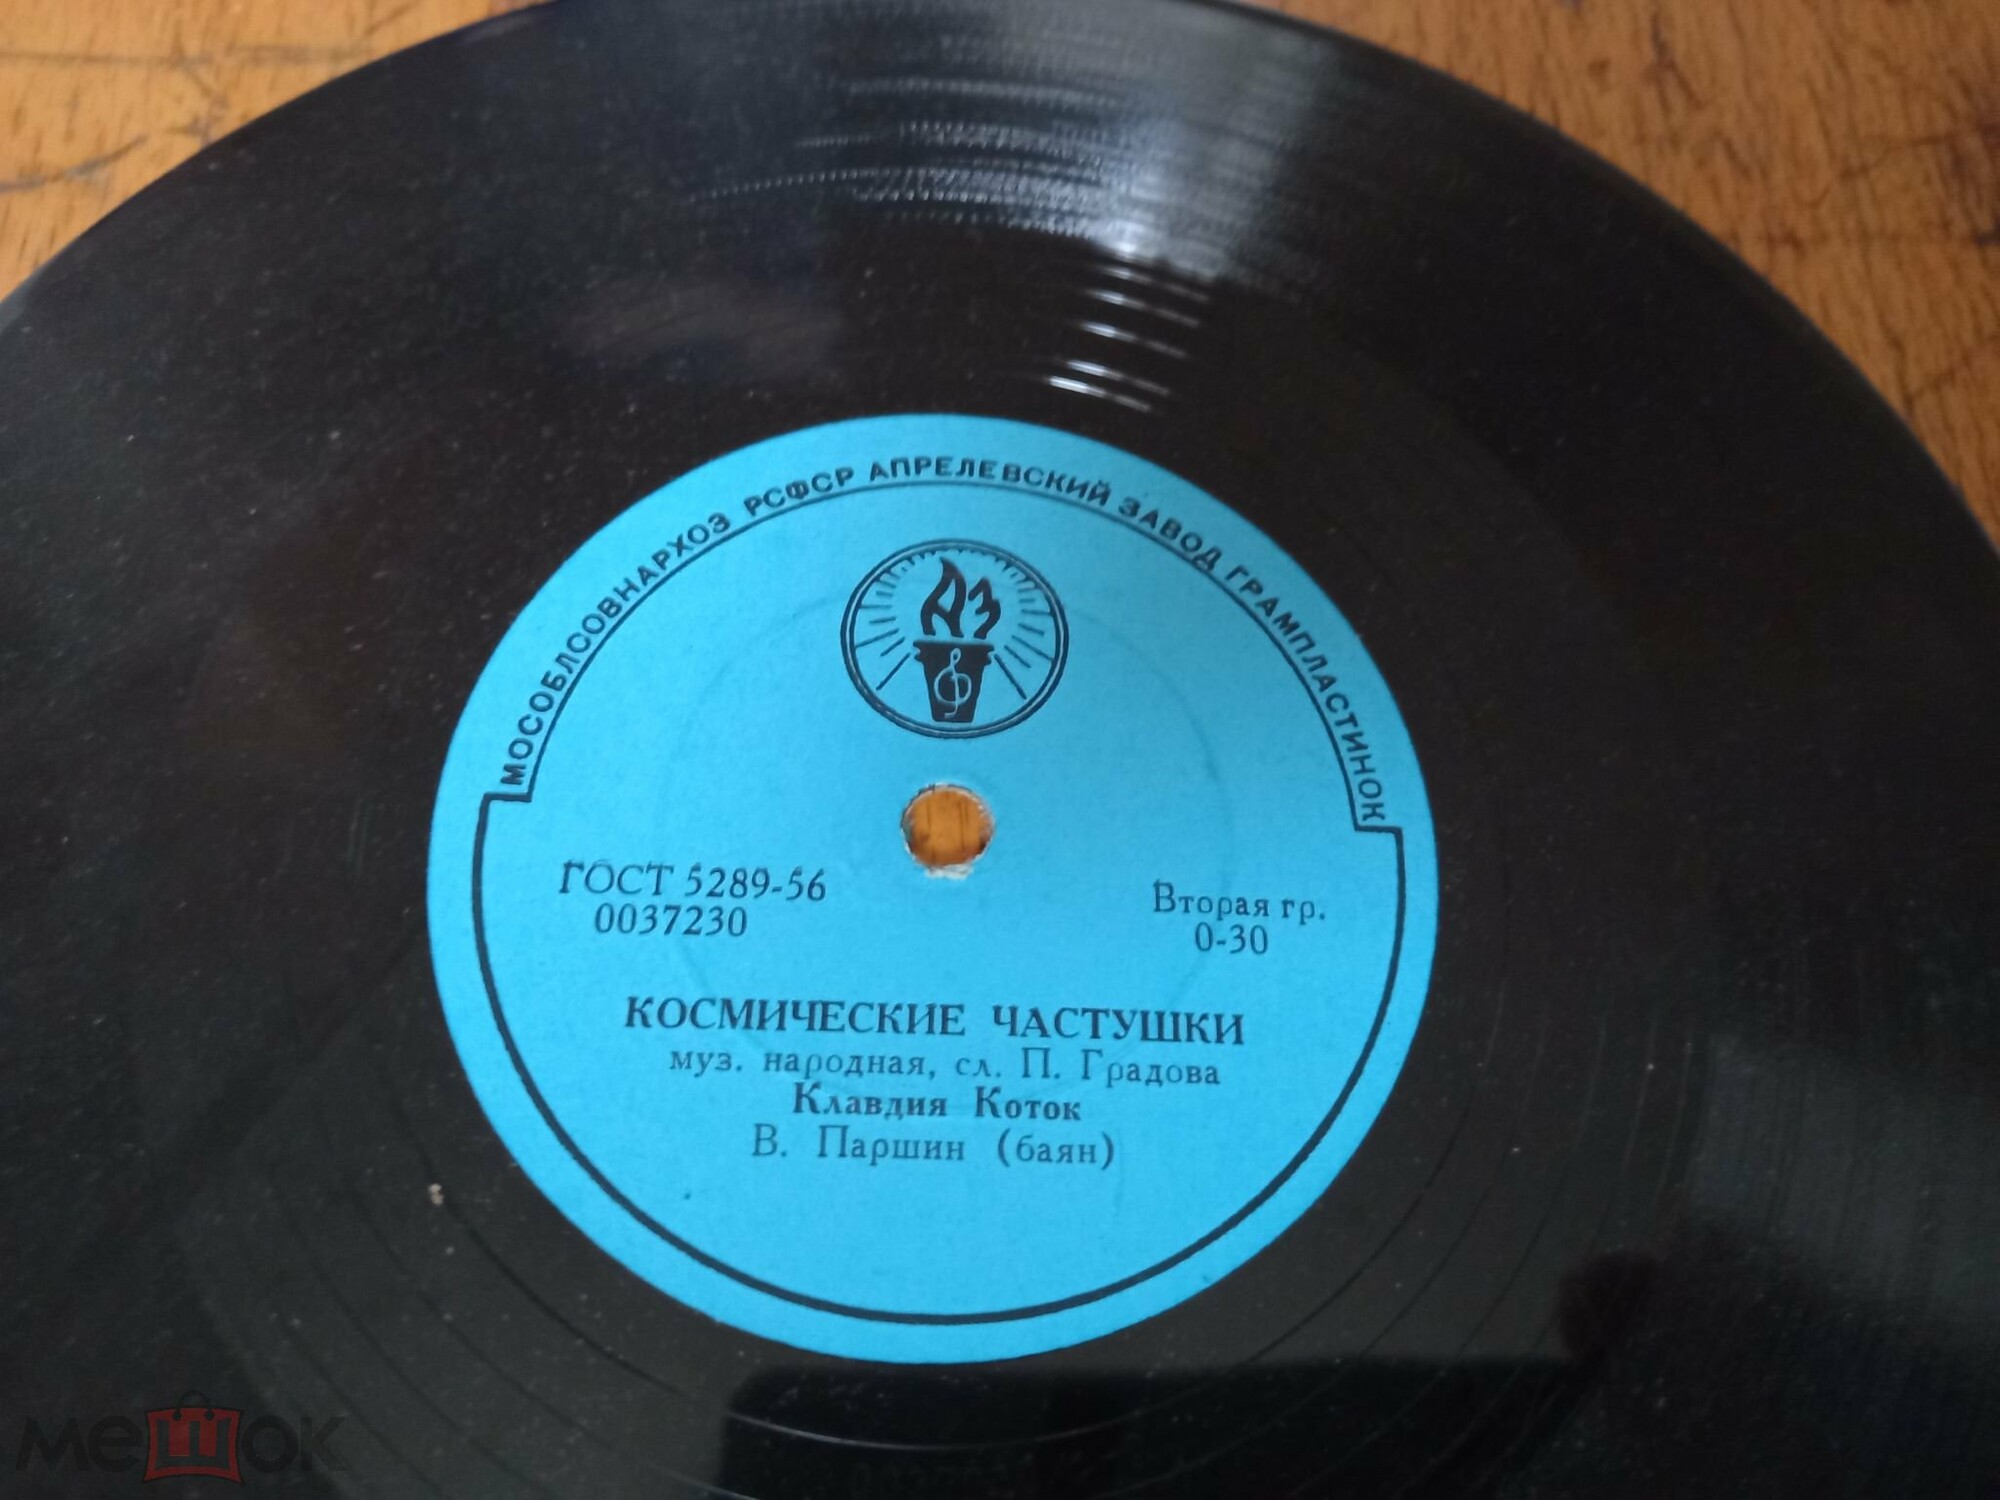 МОСОБЛСОВНАРХОЗ РСФСР АПРЕЛЕВСКИЙ ЗАВОД ГРАМПЛАСТИНОК
АЗ
ГОСТ 5289-56
0037230
Вторая гр.
0-30
КОСМИЧЕСКИЕ ЧАСТУШКИ
муз. народная, сл. П. Градова
Клавдия Коток
В. Паршин (баян)
мешок